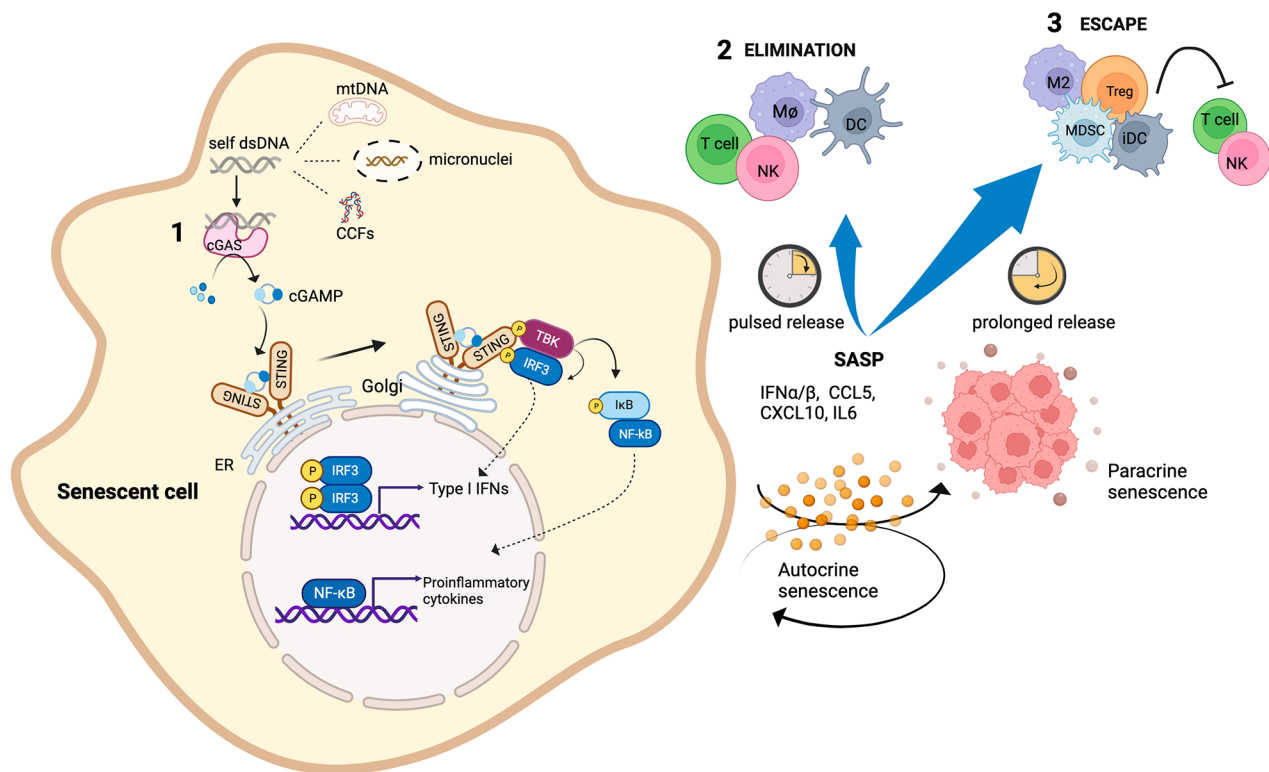 mtDNA
self dsDNA
micronuclei
CCFs
1
cGAS
cGAMP
STING
STING
Golgi
STING
STING
P
TBK
P
IRF3
P
IκB
NF-kB
ER
Senescent cell
P
IRF3
P
IRF3
Type I IFNs
NF-κB
Proinflammatory
cytokines
2 ELIMINATION
Mø
DC
T cell
NK
3 ESCAPE
M2
Treg
MDSC
iDC
T cell
NK
pulsed release
prolonged release
SASP
IFNα/β, CCL5,
CXCL10, IL6
Paracrine
senescence
Autocrine
senescence